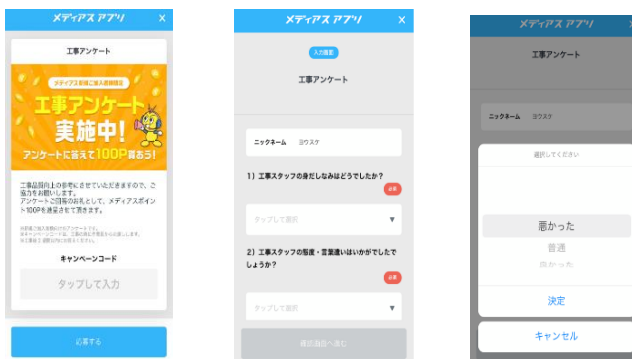 メディアス アプリ X
工事アンケート
メディアス新規ご加入者様限定
工事アンケート
実施中!
アンケートに答えて100P貰おう!
工事品質向上の参考にさせていただきますので、ご
協力をお願いします。
アンケートご回答のお礼として、メディアスポイン
ト100Pを進呈させて頂きます。
キャンペーンコード
タップして入力
応募する
メディアス アプリ X
入力画面
工事アンケート
ニックネーム ヨウスケ
1)工事スタッフの身だしなみはどうでしたか?
必須
タップして選択 ▼
2)工事スタッフの態度・言葉遣いはいかがでしたで
しょうか?
必須
タップして選択 ▼
確認画面へ進む
メディアス アプリ X
工事アンケート
ニックネーム ヨウスケ
選択してください
悪かった
普通
良かった
決定
キャンセル